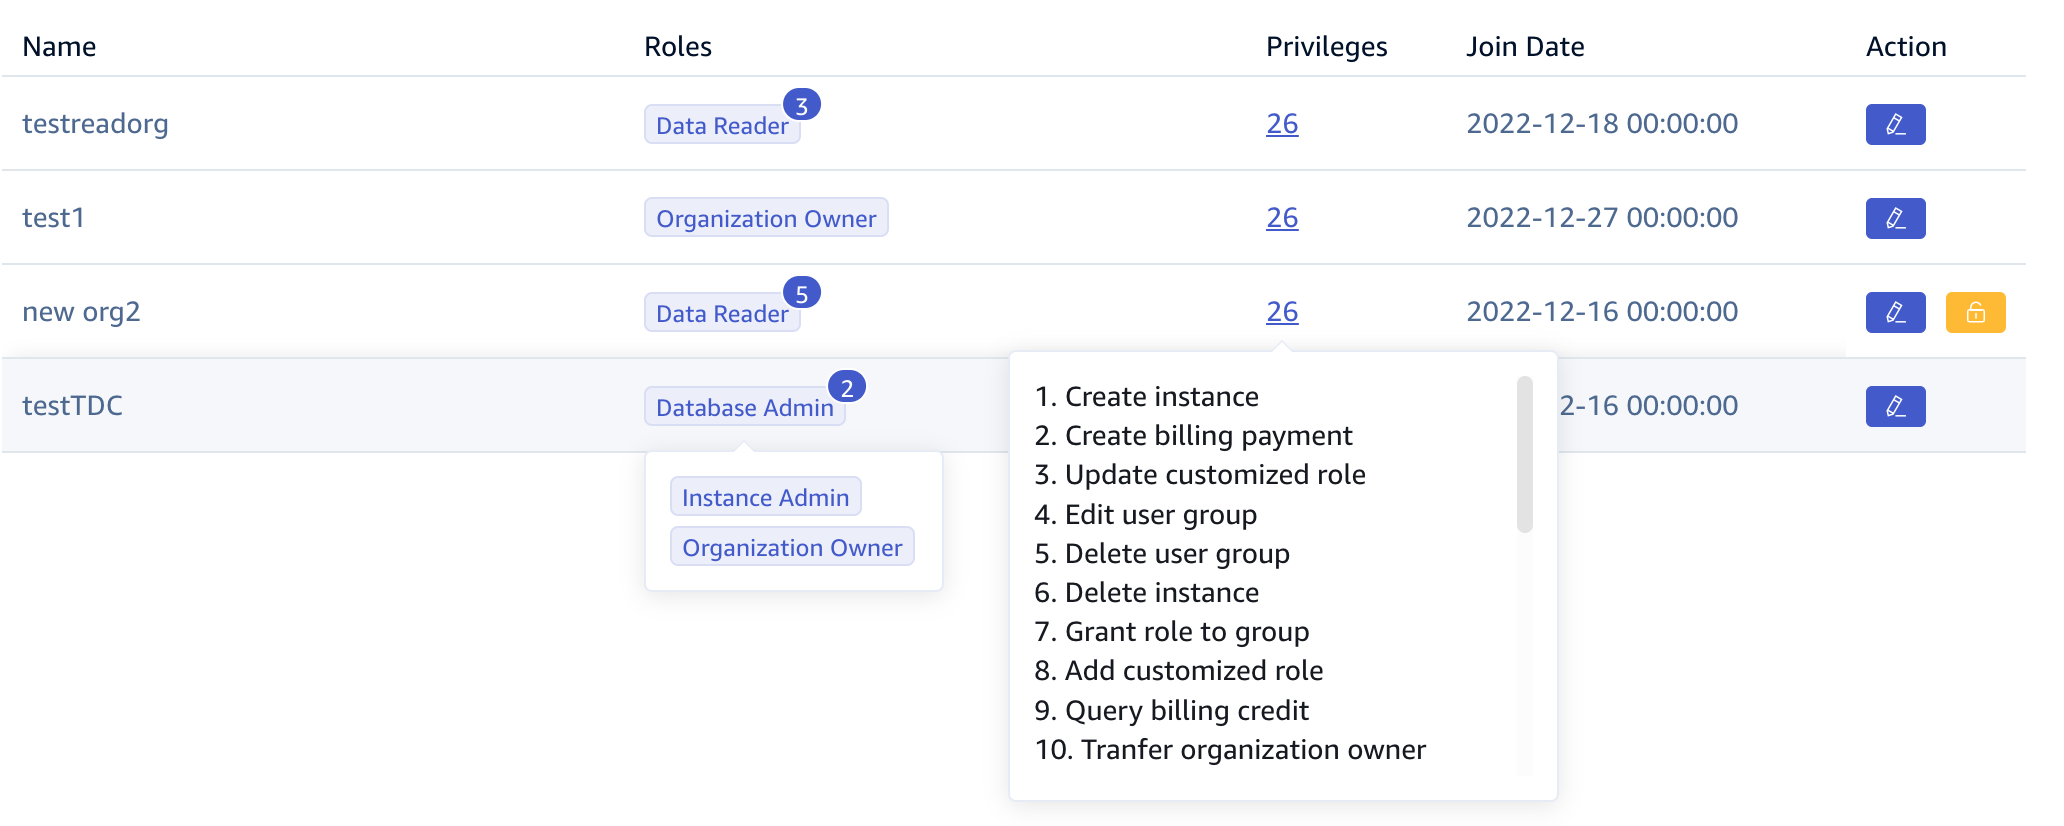 Name Roles Privileges Join Date Action
testreadorg Data Reader 3 26 2022-12-18 00:00:00
test1 Organization Owner 26 2022-12-27 00:00:00
new org2 Data Reader 5 26 2022-12-16 00:00:00
testTDC Database Admin 2 2-16 00:00:00
Instance Admin
Organization Owner
1. Create instance
2. Create billing payment
3. Update customized role
4. Edit user group
5. Delete user group
6. Delete instance
7. Grant role to group
8. Add customized role
9. Query billing credit
10. Tranfer organization owner